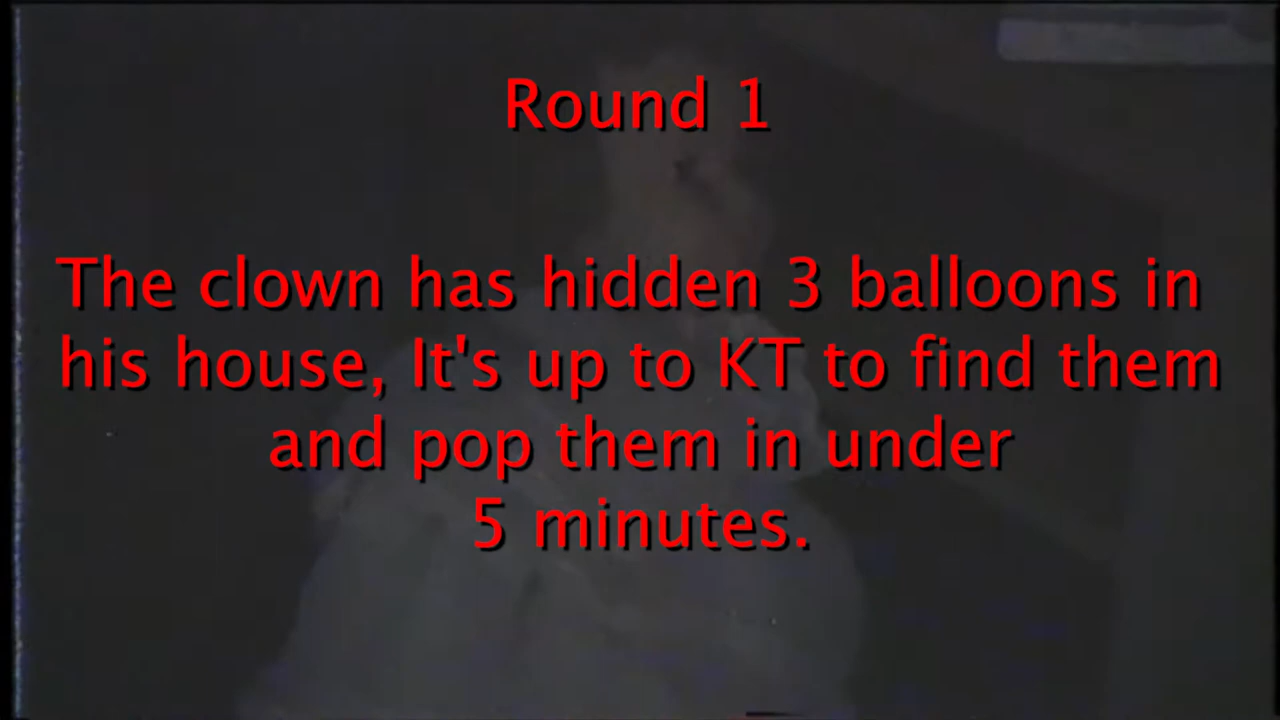 Round 1
The clown has hidden 3 balloons in
his house, It's up to KT to find them
and pop them in under
5 minutes.